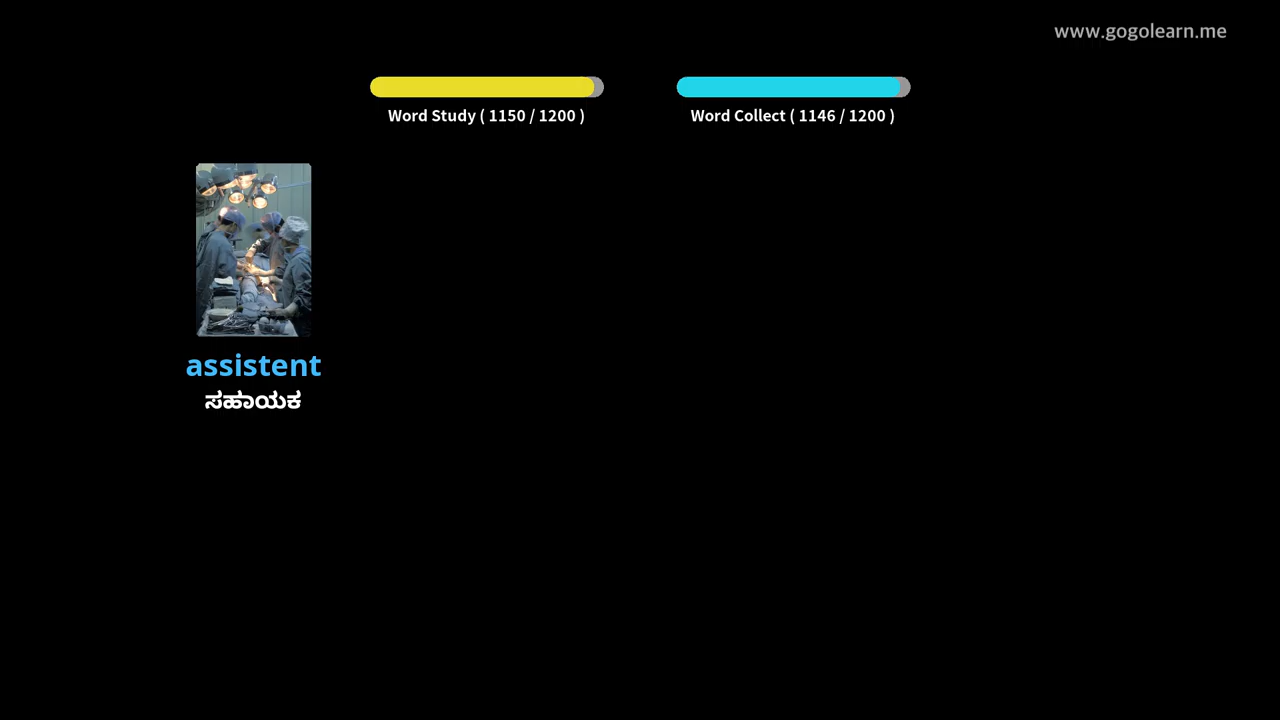 www.gogolearn.me
Word Study ( 1150 / 1200 )
Word Collect ( 1146 / 1200 )
assistent
ಸಹಾಯಕ